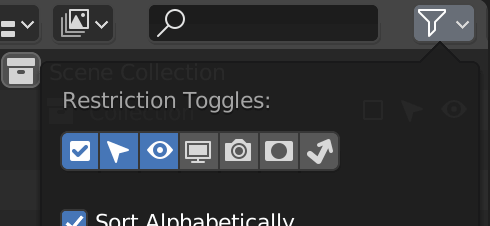 Scene Collection
Restriction Toggles:
Collection
Sort Alphabetically